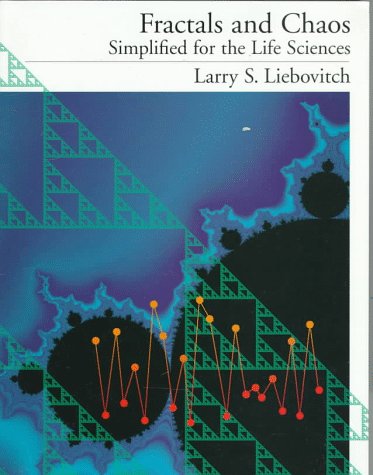 Fractals and Chaos
Simplified for the Life Sciences
Larry S. Liebovitch